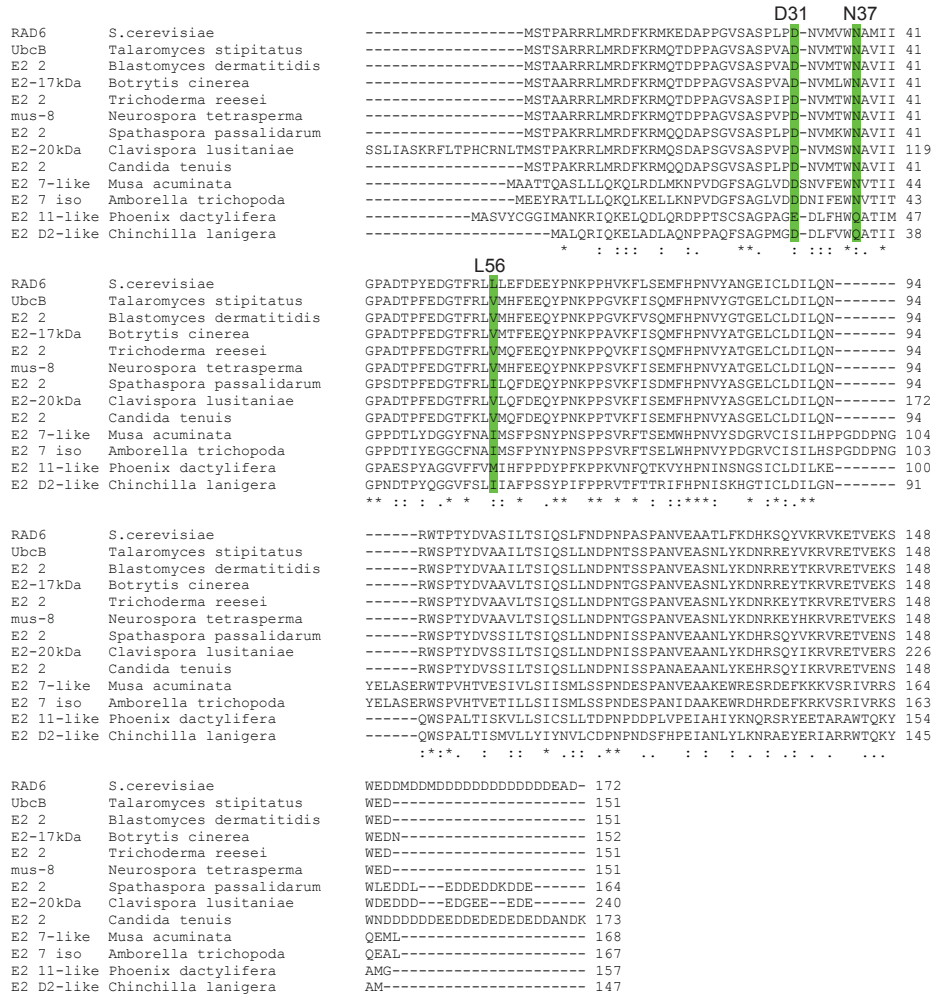 D31 N37
RAD6 S.cerevisiae ------------------MSTPARRRLMRDFKRMKEDAPPGVSASPLPD-NVMVWNAMII 41
UbcB Talaromyces stipitatus ------------------MSTAARRRLMRDFKRMQTDPPAGVSASPVAD-NVMTWNAVII 41
E2 2 Blastomyces dermatitidis ------------------MSTAARRRLMRDFKRMQTDPPAGVSASPVAD-NVMTWNAVII 41
E2-17kDa Botrytis cinerea ------------------MSTAARRRLMRDFKRMQTDPPAGVSASPVAD-NVMLWNAVII 41
E2 2 Trichoderma reesei ------------------MSTAARRRLMRDFKRMQTDPPAGVSASPIPD-NVMTWNAVII 41
mus-8 Neurospora tetrasperma ------------------MSTAARRRLMRDFKRMQTDPPAGVSASPVPD-NVMTWNAVII 41
E2 2 Spathaspora passalidarum ------------------MSTPAKRRLMRDFKRMQQDAPSGVSASPLPD-NVMKWNAVII 41
E2-20kDa Clavispora lusitaniae SSLIASKRFLTPHCRNLTMSTPAKRRLMRDFKRMQQDAPSGVSASPVPD-NVMSWNAVII 119
E2 2 Candida tenuis ------------------MSTPAKRRLMRDFKRMQQDAPSGVSASPLPD-NVMTWNAVII 41
E2 7-like Musa acuminata ----------------MAATTQASLLLQKQLRDLMKNPVDGFSAGLVDDSNVFEWNVTII 44
E2 7 iso Amborella trichopoda -----------------MEEYRATLLLQKQLKELLKNPVDGFSAGLVDDDNIFEWNVTIT 43
E2 11-like Phoenix dactylifera ------------MASVYCGGIMANKRIQKELQDLQRDPPTSCSAGPAGE-DLFHWQATIM 47
E2 D2-like Chinchilla lanigera ---------------------MALQRIQKELADLAQNPPAQFSAGPMGD-DLFVWQATII 38
* : ::: : :. **. : ::: *:. *
L56
RAD6 S.cerevisiae GPADTPYEDGTFRLLLEFDEEYPNKPPHVKFLSEMFHPNVYANGEICLDILQN------- 94
UbcB Talaromyces stipitatus GPADTPFEDGTFRLVMHFEEQYPNKPPGVKFISQMFHPNVYGTGELCLDILQN------- 94
E2 2 Blastomyces dermatitidis GPADTPFEDGTFRLVMHFEEQYPNKPPGVKFVSQMFHPNVYGTGELCLDILQN------- 94
E2-17kDa Botrytis cinerea GPADTPFEDGTFRLVMTFEEQYPNKPPQVKFISQMFHPNVYATGELCLDILQN------- 94
E2 2 Trichoderma reesei GPADTPFEDGTFRLVMQFEEQYPNKPPQVKFISQMFHPNVYATGELCLDILQN------- 94
mus-8 Neurospora tetrasperma GPADTPFEDGTFRLVMHFEEQYPNKPPSVKFISQMFHPNVYATGELCLDILQN------- 94
E2 2 Spathaspora passalidarum GPSDTPFEDGTFRLILQFDEQYPNKPPSVKFISDMFHPNVYASGELCLDILQN------- 94
E2-20kDa Clavispora lusitaniae GPADTPFEDGTFRLVLQFDEQYPNKPPSVKFISEMFHPNVYASGELCLDILQN------- 172
E2 2 Candida tenuis GPADTPFEDGTFKLVMQFDEQYPNKPPTVKFISEMFHPNVYASGELCLDILQN------- 94
E2 7-like Musa acuminata GPPDTLYDGGYFNAIMSFPSNYPNSPPSVRFTSEMWHPNVYSDGRVCISILHPPGDDPNG 104
E2 7 iso Amborella trichopoda GPPDTIYEGGCFNAIMSFPYNYPNSPPSVRFTSELWHPNVYPDGRVCISILHSPGDDPNG 103
E2 11-like Phoenix dactylifera GPAESPYAGGVFFVMIHFPPDYPFKPPKVNFQTKVYHPNINSNGSICLDILKE------- 100
E2 D2-like Chinchilla lanigera GPNDTPYQGGVFSLIIAFPSSYPIFPPRVTFTTRIFHPNISKHGTICLDILGN------- 91
** :: : .* * :: * .** ** * * : :***: * :*:.**
RAD6 S.cerevisiae ------RWTPTYDVASILTSIQSLFNDPNPASPANVEAATLFKDHKSQYVKRVKETVEKS 148
UbcB Talaromyces stipitatus ------RWSPTYDVAAILTSIQSLLNDPNTSSPANVEASNLYKDNRREYVKRVRETVEKS 148
E2 2 Blastomyces dermatitidis ------RWSPTYDVAAILTSIQSLLNDPNTSSPANVEASNLYKDNRREYTKRVRETVEKS 148
E2-17kDa Botrytis cinerea ------RWSPTYDVAAVLTSIQSLLNDPNTGSPANVEASNLYKDNRREYTKRVRETVEKS 148
E2 2 Trichoderma reesei ------RWSPTYDVAAVLTSIQSLLNDPNTGSPANVEASNLYKDNRKEYTKRVRETVERS 148
mus-8 Neurospora tetrasperma ------RWSPTYDVAAVLTSIQSLLNDPNTGSPANVEASNLYKDNRKEYHKRVRETVERS 148
E2 2 Spathaspora passalidarum ------RWSPTYDVSSILTSIQSLLNDPNISSPANVEAANLYKDHRSQYVKRVRETVENS 148
E2-20kDa Clavispora lusitaniae ------RWSPTYDVSSILTSIQSLLNDPNISSPANVEAANLYKDHRSQYIKRVRETVERS 226
E2 2 Candida tenuis ------RWSPTYDVSSILTSIQSLLNDPNISSPANAEAANLYKEHRSQYVKRVRETVENS 148
E2 7-like Musa acuminata YELASERWTPVHTVESIVLSIISMLSSPNDESPANVEAAKEWRESRDEFKKKVSRIVRRS 164
E2 7 iso Amborella trichopoda YELASERWSPVHTVETILLSIISMLSSPNDESPANIDAAKEWRDHRDEFRKRVSRIVRKS 163
E2 11-like Phoenix dactylifera ------QWSPALTISKVLLSICSLLTDPNPDDPLVPEIAHIYKNQRSRYEETARAWTQKY 154
E2 D2-like Chinchilla lanigera ------QWSPALTISMVLLYIYNVLCDPNPNDSFHPEIANLYLKNRAEYERIARRWTQKY 145
:*:*. : :: * .: .** .. : : : . : .. ...
RAD6 S.cerevisiae WEDDMDDMDDDDDDDDDDDDDEAD- 172
UbcB Talaromyces stipitatus WED---------------------- 151
E2 2 Blastomyces dermatitidis WED---------------------- 151
E2-17kDa Botrytis cinerea WEDN--------------------- 152
E2 2 Trichoderma reesei WED---------------------- 151
mus-8 Neurospora tetrasperma WED---------------------- 151
E2 2 Spathaspora passalidarum WLEDDL---EDDEDDKDDE------ 164
E2-20kDa Clavispora lusitaniae WDEDDD---EDGEE--EDE------ 240
E2 2 Candida tenuis WNDDDDDDEEDDEDEDEDEDDANDK 173
E2 7-like Musa acuminata QEML--------------------- 168
E2 7 iso Amborella trichopoda QEAL--------------------- 167
E2 11-like Phoenix dactylifera AMG---------------------- 157
E2 D2-like Chinchilla lanigera AM----------------------- 147